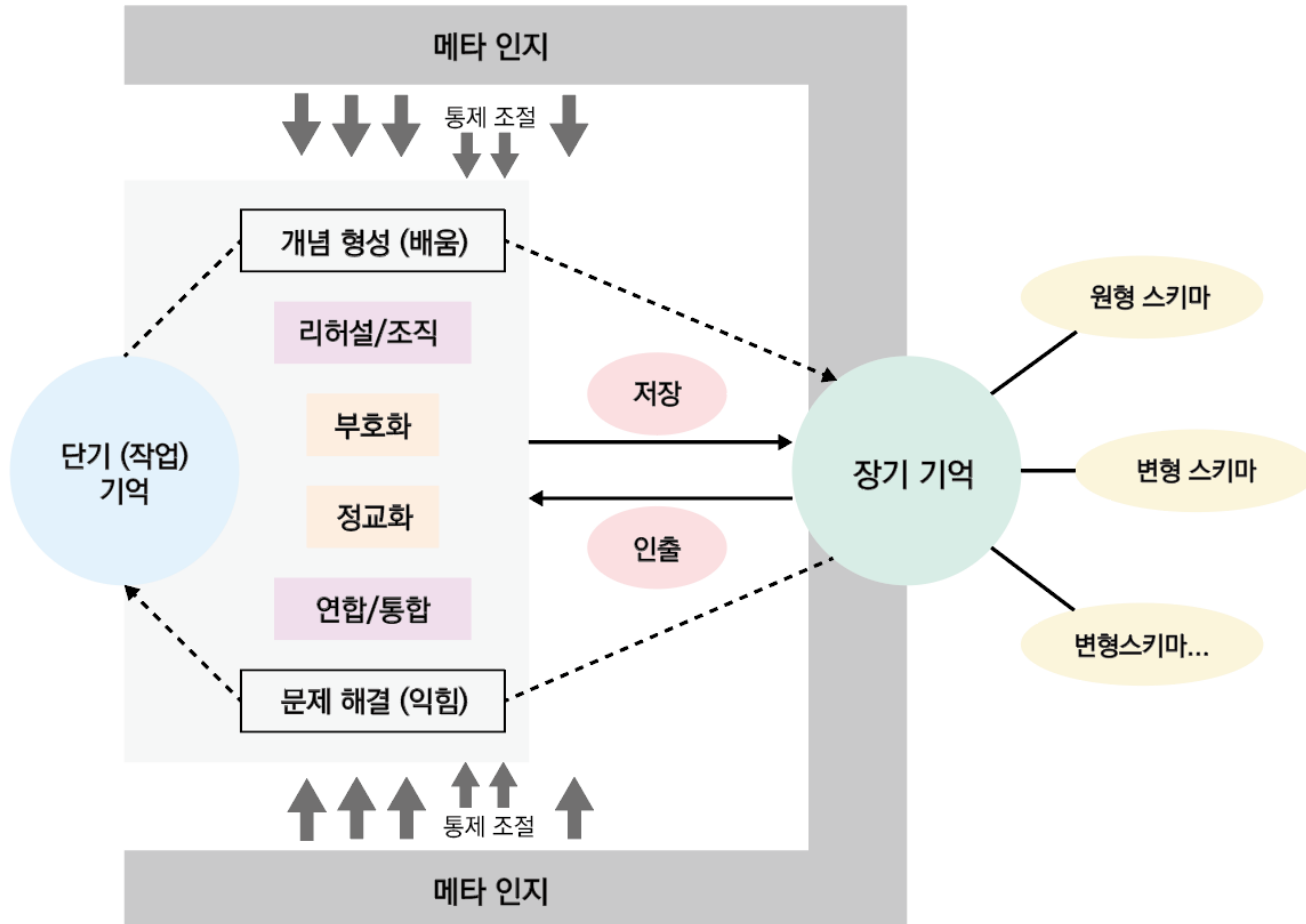 메타 인지
통제 조절
개념 형성 (배움)
리허설/조직
부호화
정교화
연합/통합
문제 해결 (익힘)
단기 (작업)
기억
저장
인출
장기 기억
원형 스키마
변형 스키마
변형스키마...
통제 조절
메타 인지